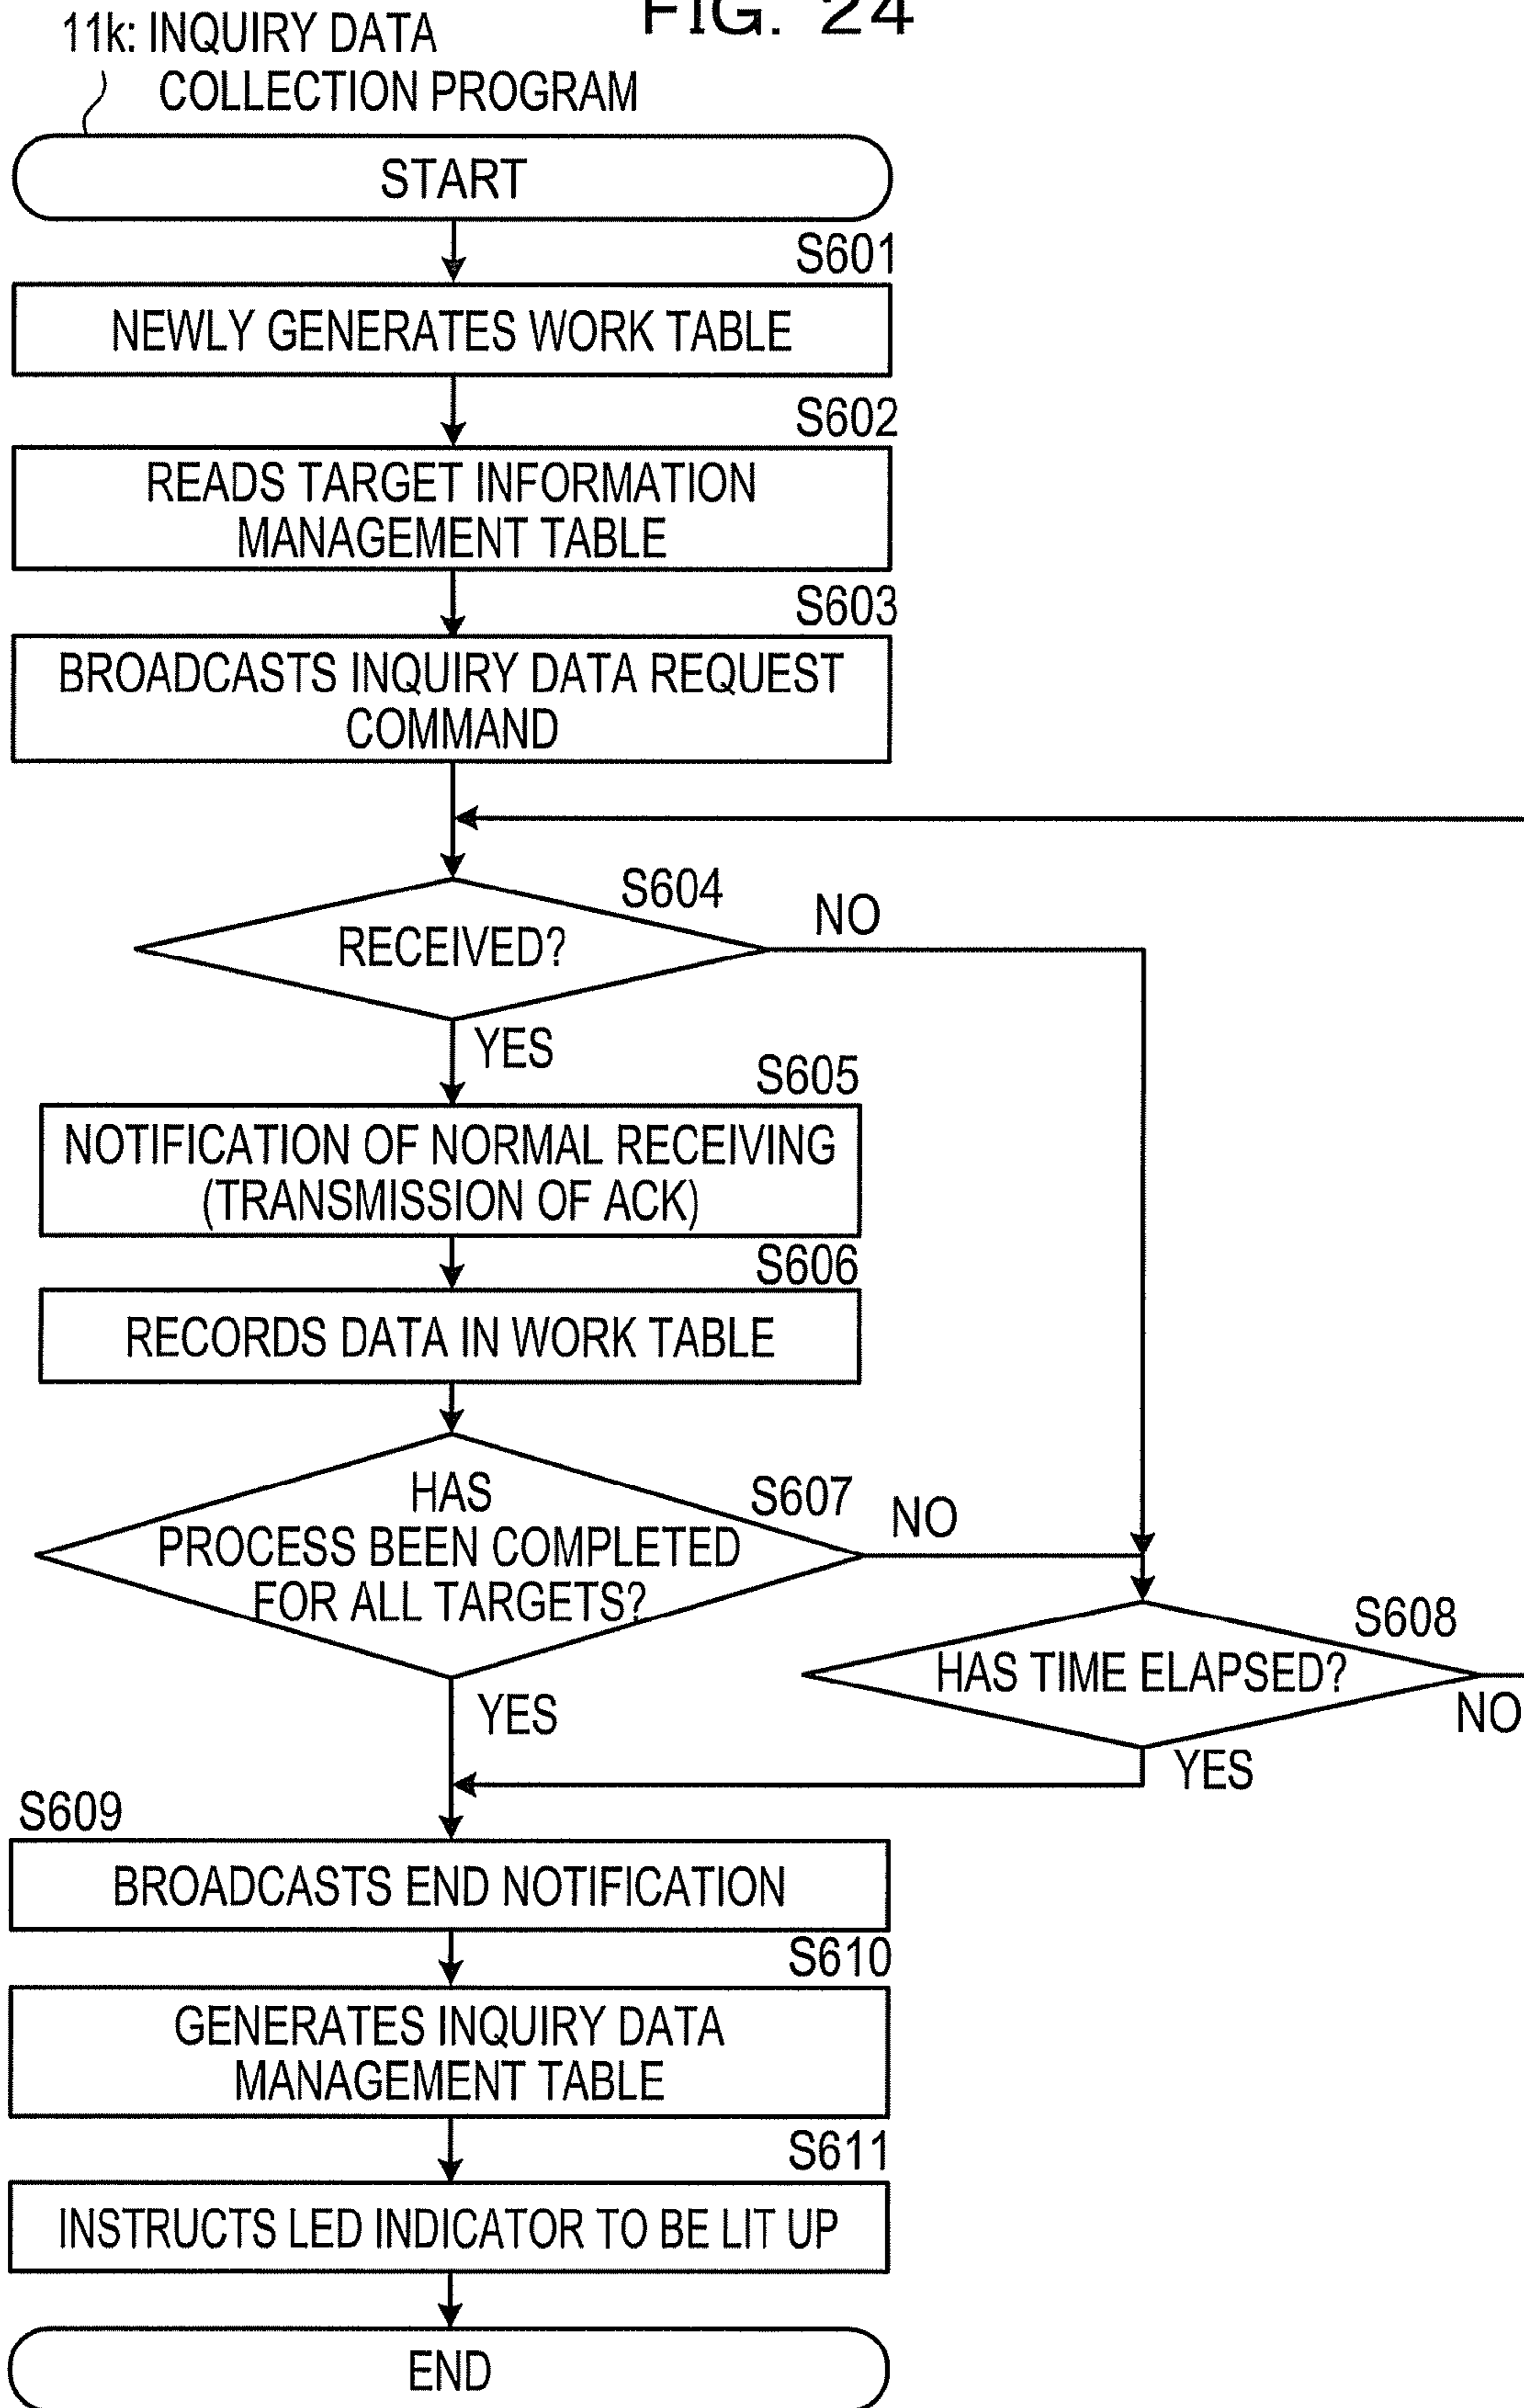 FIG. 24
11k: INQUIRY DATA
COLLECTION PROGRAM
START
S601
NEWLY GENERATES WORK TABLE
S602
READS TARGET INFORMATION
MANAGEMENT TABLE
S603
BROADCASTS INQUIRY DATA REQUEST
COMMAND
S604
NO
RECEIVED?
YES
S605
NOTIFICATION OF NORMAL RECEIVING
(TRANSMISSION OF ACK)
S606
RECORDS DATA IN WORK TABLE
S607
NO
HAS
PROCESS BEEN COMPLETED
FOR ALL TARGETS?
S608
HAS TIME ELAPSED?
NO
YES
YES
S609
BROADCASTS END NOTIFICATION
S610
GENERATES INQUIRY DATA
MANAGEMENT TABLE
S611
INSTRUCTS LED INDICATOR TO BE LIT UP
END